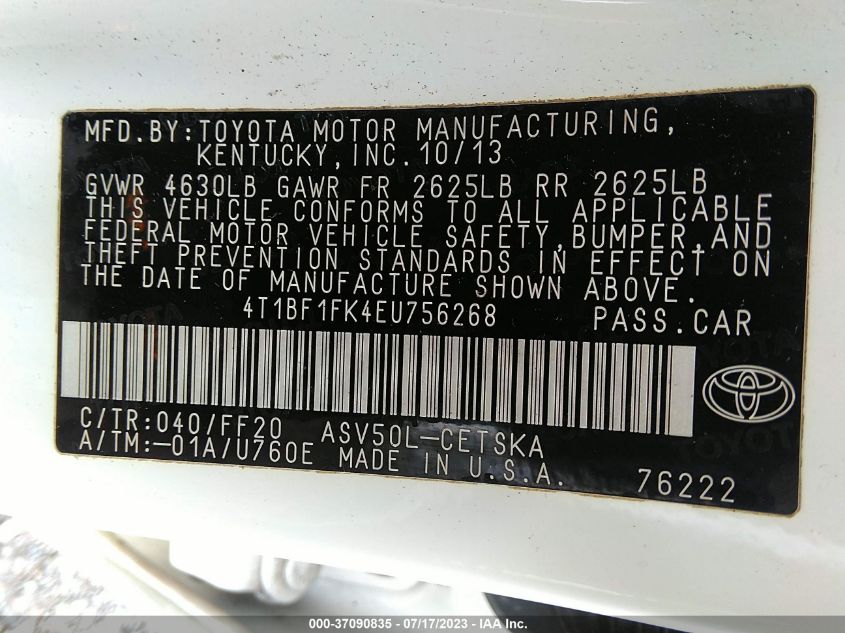 MFD.BY:TOYOTA MOTOR MANUFACTURING,
KENTUCKY,INC.10/13
GVWR 4630LB GAWR FR 2625LB RR 2625LB
THIS VEHICLE CONFORMS TO ALL APPLICABLE
FEDERAL MOTOR VEHICLE SAFETY,BUMPER,AND
THEFT PREVENTION STANDARDS IN EFFECT ON
THE DATE OF MANUFACTURE SHOWN ABOVE.
4T1BF1FK4EU756268 PASS.CAR
C/TR:040/FF20 ASV50L-CETSKA
A/TM:-01A/U760E MADE IN U.S.A. 76222
000-37090835 - 07/17/2023 - IAA Inc.